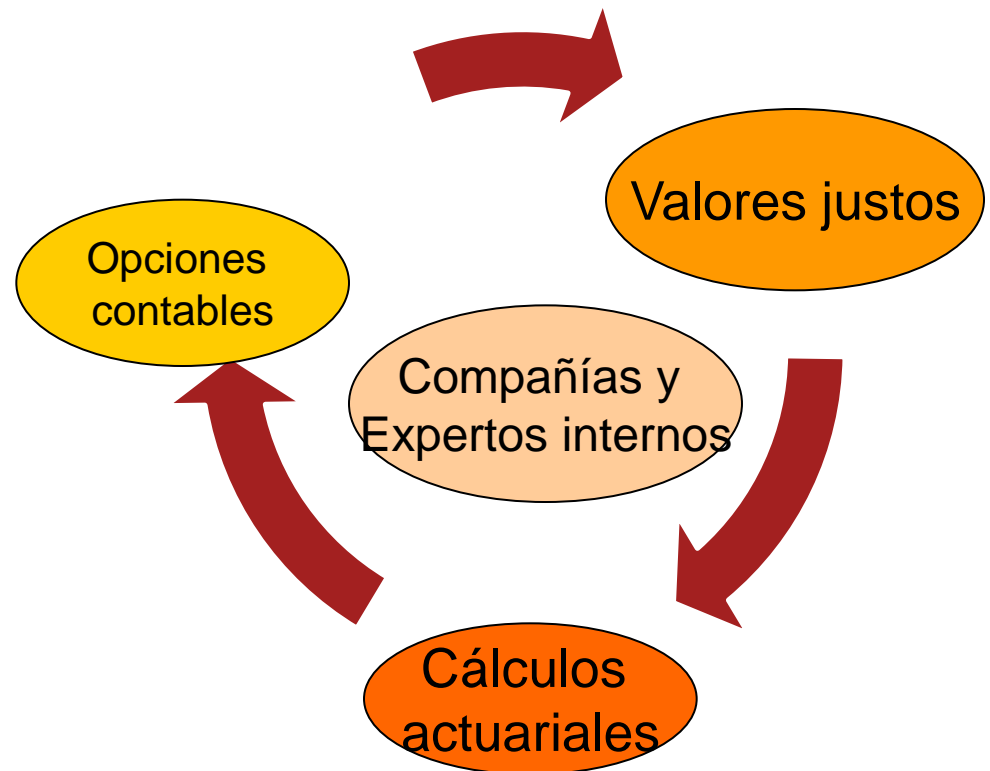 Valores justos
Opciones
contables
Compañías y
Expertos internos
Cálculos
actuariales